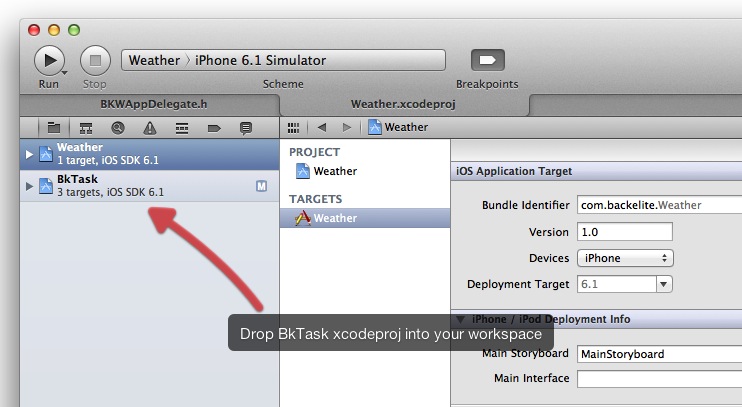 Weather 〉 iPhone 6.1 Simulator
Run
Stop
Scheme
Breakpoints
BKWAppDelegate.h
Weather.xcodeproj
Weather
Weather
1 target, iOS SDK 6.1
BkTask
3 targets, iOS SDK 6.1
M
PROJECT
Weather
TARGETS
Weather
iOS Application Target
Bundle Identifier com.backelite.Weather
Version 1.0
Devices iPhone
Deployment Target 6.1
iPhone / iPod Deployment Info
Drop BkTask xcodeproj into your workspace
Main Storyboard MainStoryboard
Main Interface